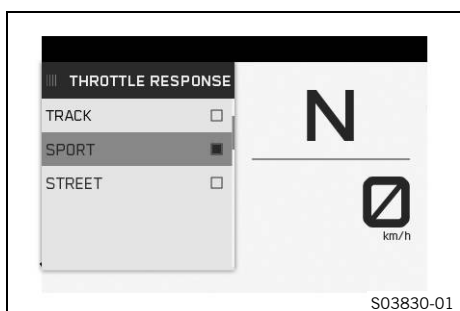 THROTTLE RESPONSE
TRACK
SPORT
STREET
N
0
km/h
S03830-01